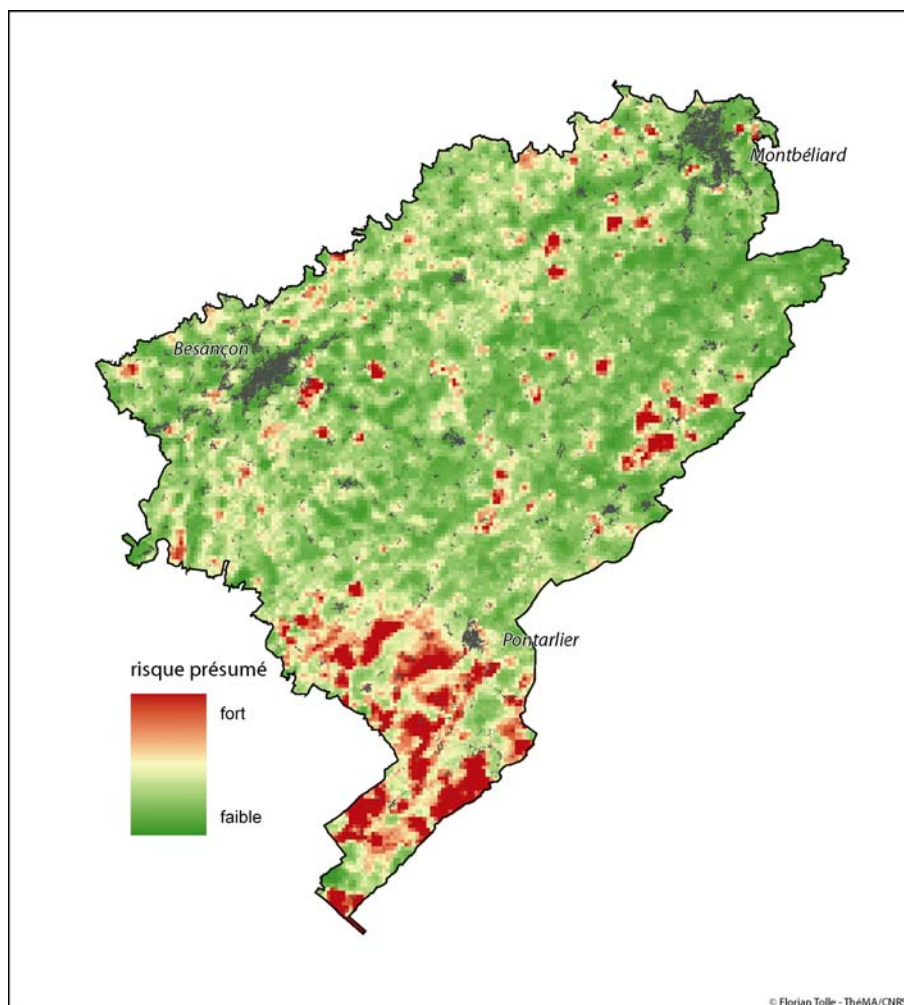 Montbéliard
Besançon
Pontarlier
risque présumé
fort
faible
© Florian Tolle - ThéMA/CNRS